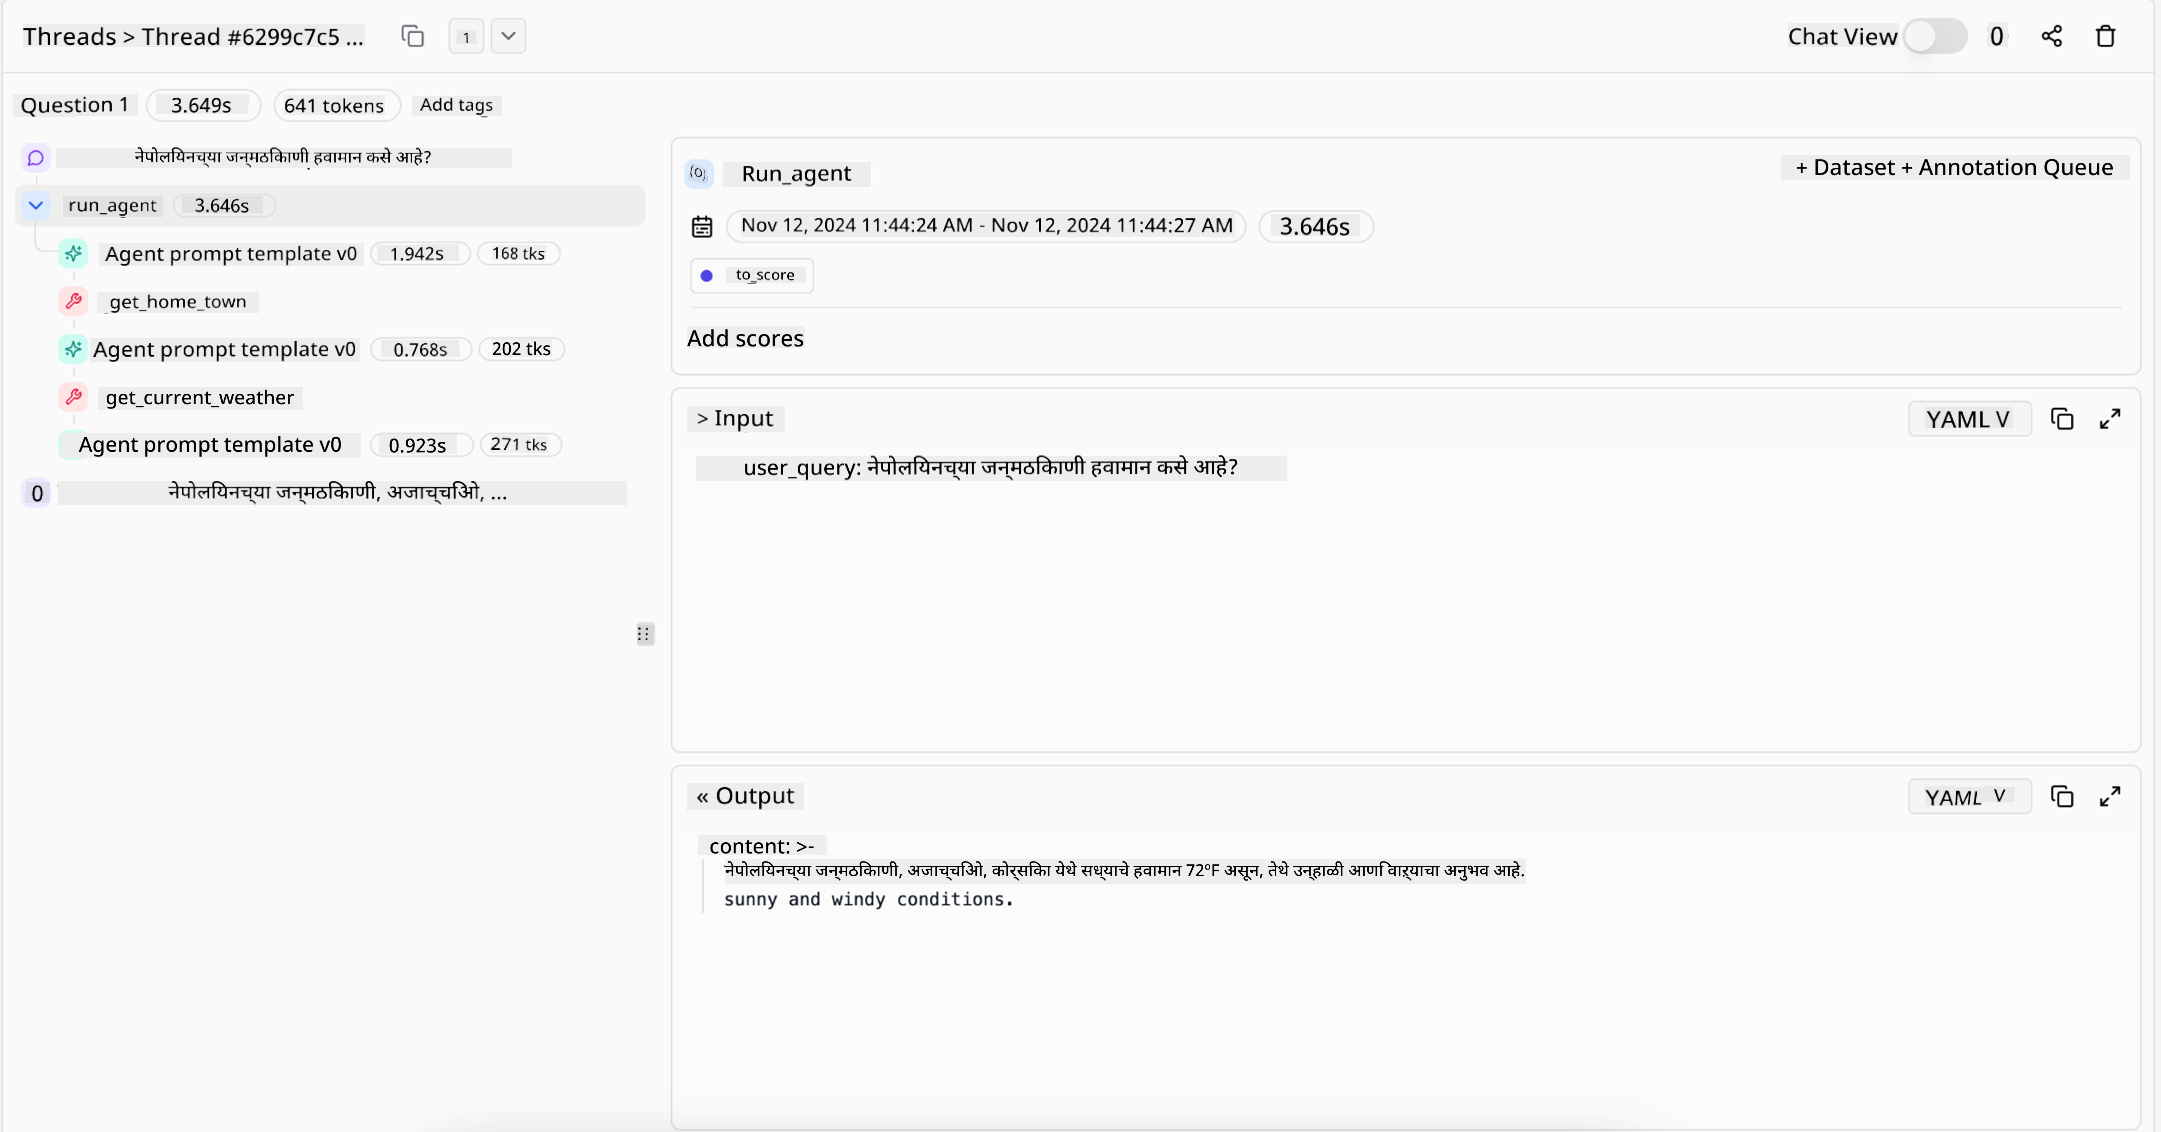 Threads > Thread #6299c7c5 ...
1
Chat View
0
Question 1
3.649s
641 tokens
Add tags
नेपोलियनच्या जन्मठिकाणी हवामान कसे आहे?
run_agent
3.646s
Agent prompt template v0
1.942s
168 tks
get_home_town
Agent prompt template v0
0.768s
202 tks
get_current_weather
Agent prompt template v0
0.923s
271 tks
0
नेपोलियनच्या जन्मठिकाणी, अजाच्चिओ, ...
Run_agent
+ Dataset + Annotation Queue
Nov 12, 2024 11:44:24 AM - Nov 12, 2024 11:44:27 AM
3.646s
to_score
Add scores
> Input
YAML V
user_query: नेपोलियनच्या जन्मठिकाणी हवामान कसे आहे?
« Output
YAML V
content: >-
नेपोलियनच्या जन्मठिकाणी, अजाच्चिओ, कोर्सिका येथे सध्याचे हवामान 72°F असून, तेथे उन्हाळी आणि वाऱ्याचा अनुभव आहे.
sunny and windy conditions.